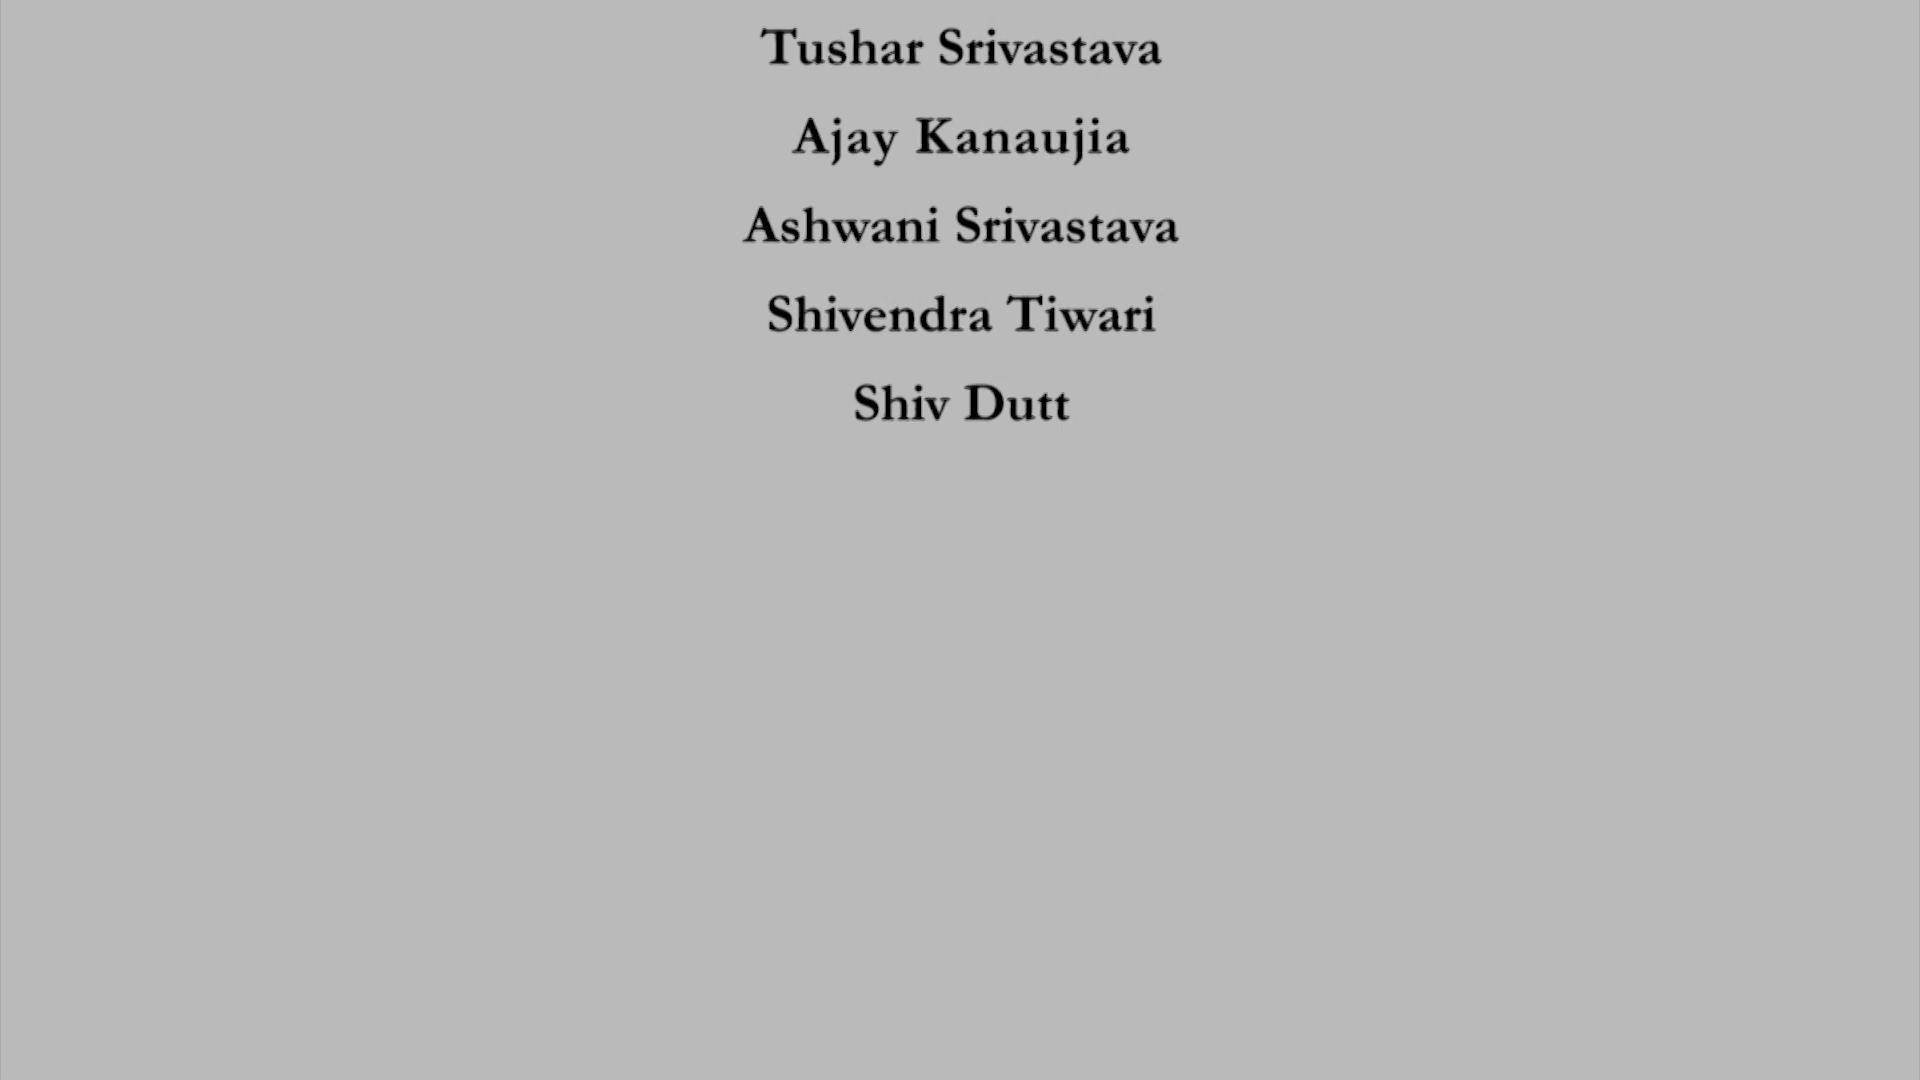 Tushar Srivastava
Ajay Kanaujia
Ashwani Srivastava
Shivendra Tiwari
Shiv Dutt